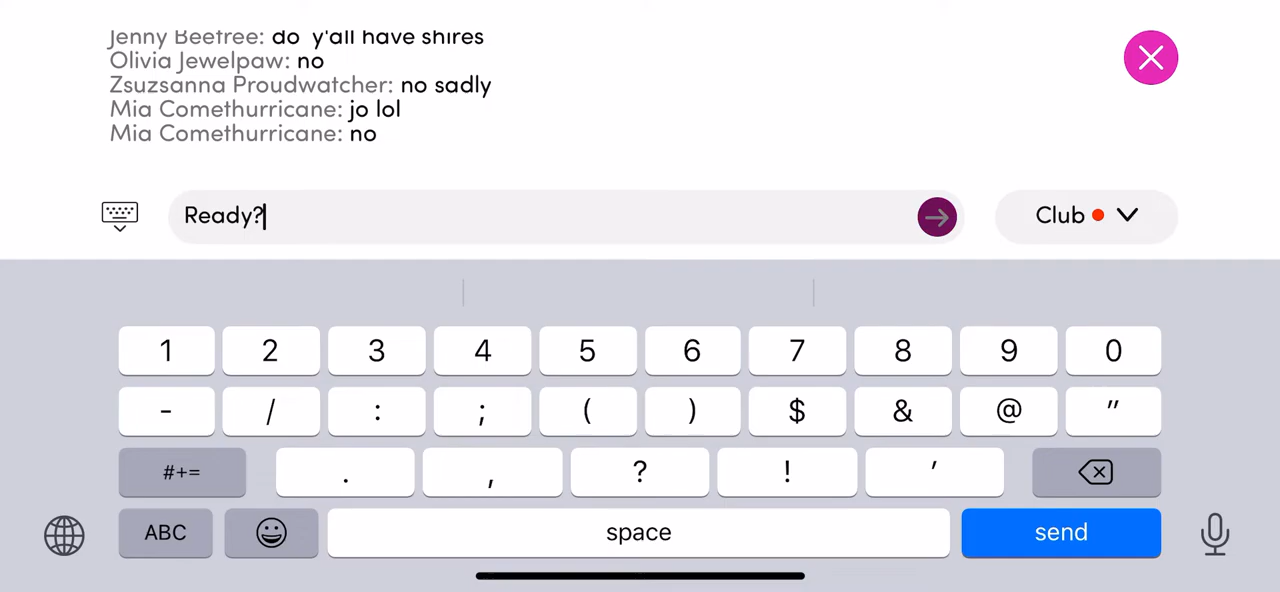 Jenny Beetree: do y'all have shires
Olivia Jewelpaw: no
Zsuzsanna Proudwatcher: no sadly
Mia Comethurricane: jo lol
Mia Comethurricane: no
Ready?
Club
1 2 3 4 5 6 7 8 9 0
- / : ; ( ) $ & @ "
#+= . , ? ! '
ABC space send